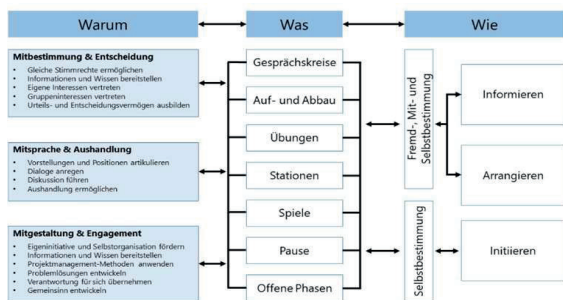 Warum
Was
Wie
Mitbestimmung & Entscheidung
• Gleiche Stimmrechte ermöglichen
• Informationen und Wissen bereitstellen
• Eigene Interessen vertreten
• Gruppeninteressen vertreten
• Urteils- und Entscheidungsvermögen ausbilden
Mitsprache & Aushandlung
• Vorstellungen und Positionen artikulieren
• Dialoge anregen
• Diskussion führen
• Aushandlung ermöglichen
Mitgestaltung & Engagement
• Eigeninitiative und Selbstorganisation fördern
• Informationen und Wissen bereitstellen
• Projektmanagement-Methoden anwenden
• Problemlösungen entwickeln
• Verantwortung für sich übernehmen
• Gemeinsinn entwickeln
Gesprächskreise
Auf- und Abbau
Übungen
Stationen
Spiele
Pause
Offene Phasen
Fremd-, Mit- und
Selbstbestimmung
Selbstbestimmung
Informieren
Arrangieren
Initiieren